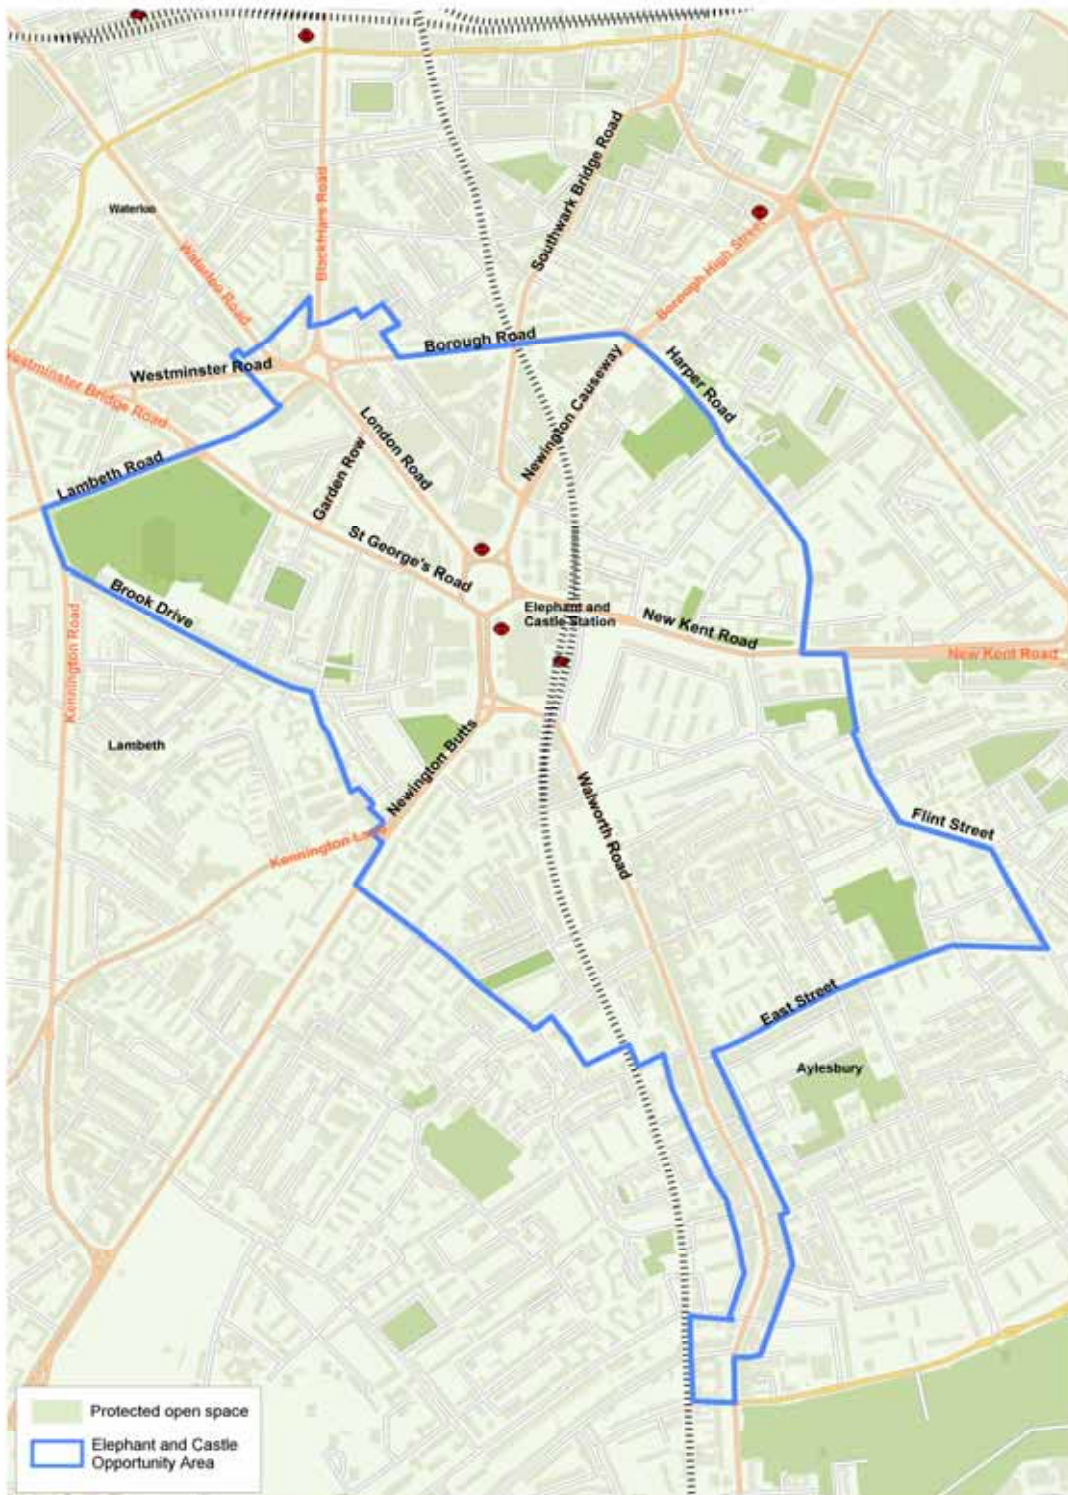 Waterloo
Blackfriars Road
Southwark Bridge Road
Waterloo Road
Borough High Street
Borough Road
Westminster Road
Westminster Bridge Road
Harper Road
Newington Causeway
London Road
Garden Row
Lambeth Road
St George's Road
Brook Drive
Elephant and
Castle Station
New Kent Road
New Kent Road
Kennington Road
Lambeth
Newington Butts
Walworth Road
Kennington Lane
Flint Street
East Street
Aylesbury
Protected open space
Elephant and Castle
Opportunity Area